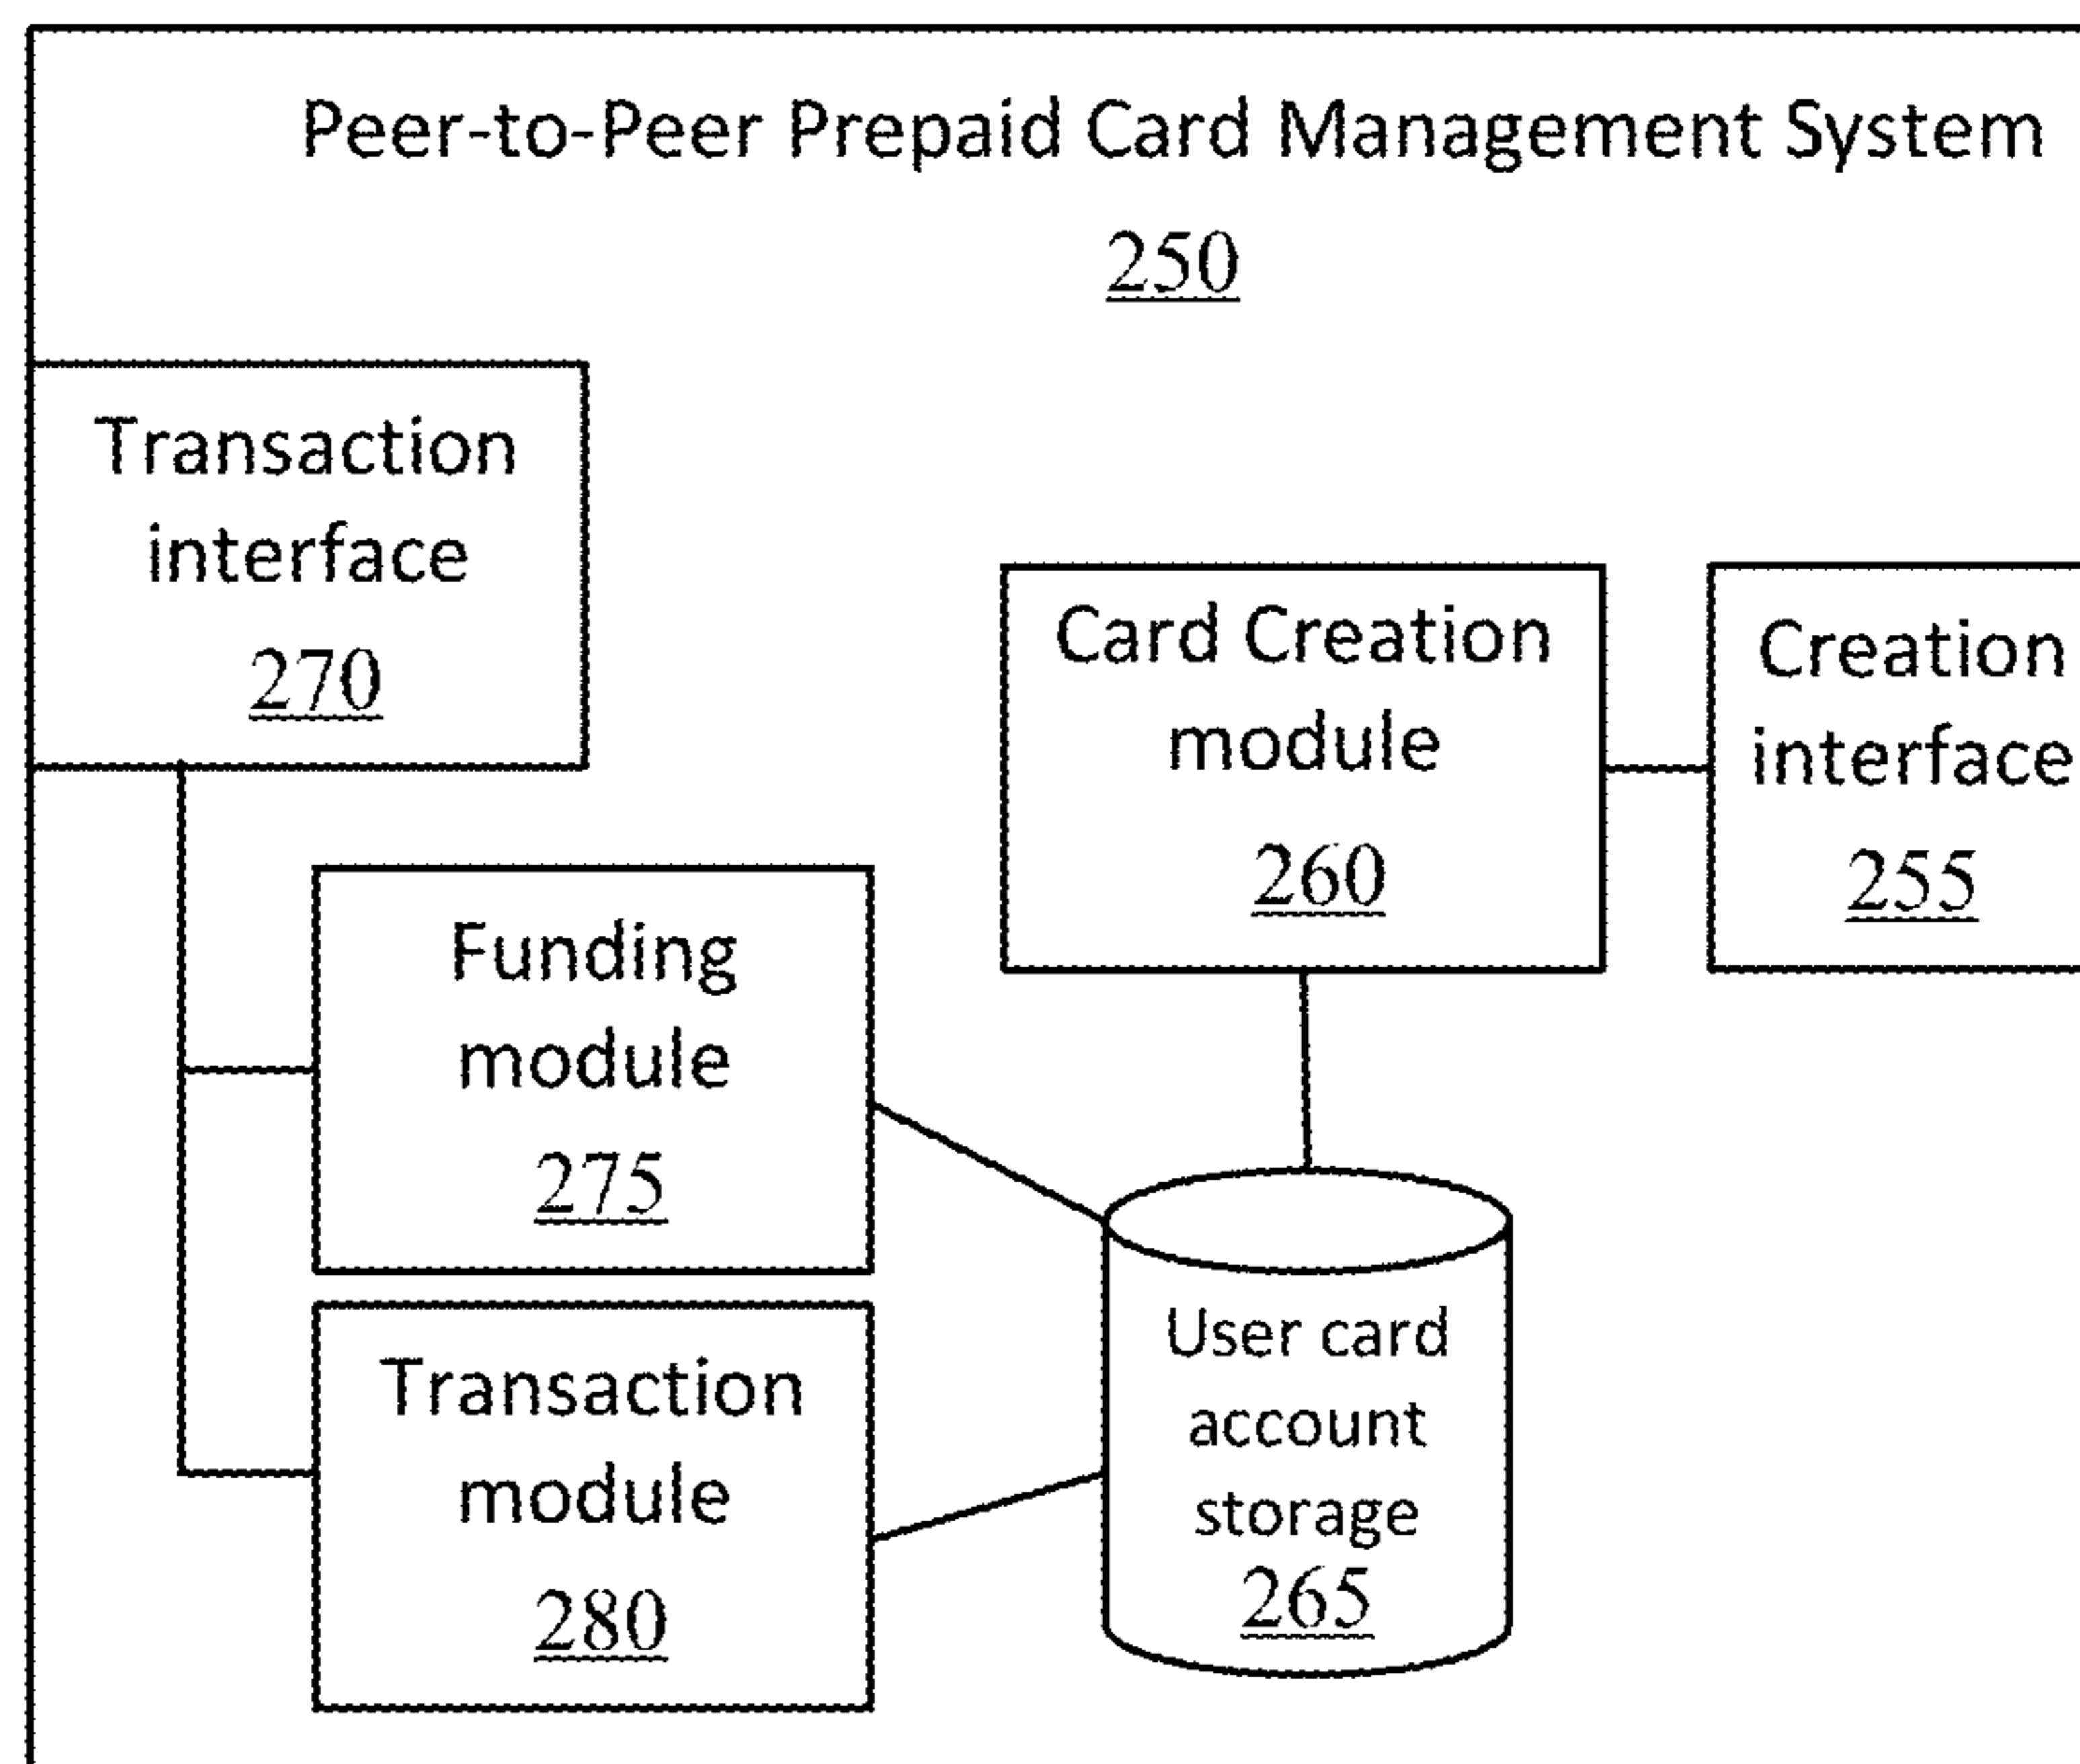 Peer-to-Peer Prepaid Card Management System
250
Transaction
interface
270
Card Creation
module
260
Creation
interface
255
Funding
module
275
Transaction
module
280
User card
account
storage
265